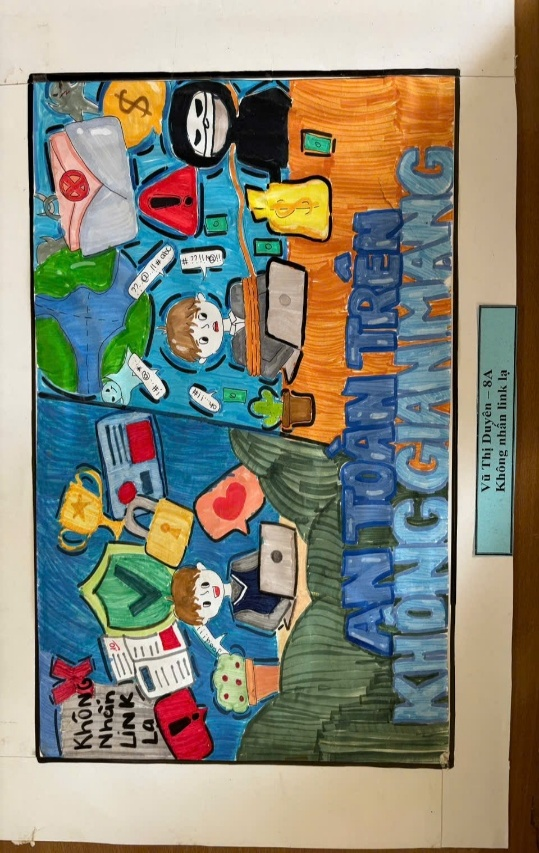 KHÔNG
Nhấn
LINK
Lạ
AN TOÀN TRÊN
KHÔNG GIAN MẠNG
Vũ Thị Duyên – 8A
Không nhấn link lạ